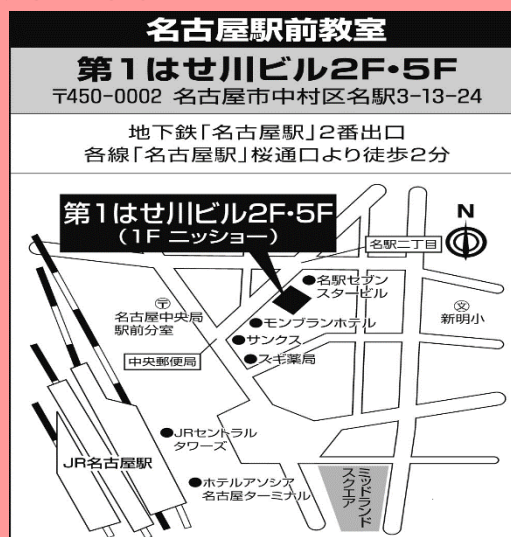 名古屋駅前教室
第1はせ川ビル2F・5F
〒450-0002 名古屋市中村区名駅3-13-24
地下鉄「名古屋駅」2番出口
各線「名古屋駅」桜通口より徒歩2分
第1はせ川ビル2F・5F
(1F ニッショー)
N
名駅二丁目
名駅セブン
スタービル
〒
名古屋中央局
駅前分室
文
新明小
モンブランホテル
サンクス
中央郵便局
スギ薬局
JRセントラル
タワーズ
JR名古屋駅
ホテルアソシア
名古屋ターミナル
ミッドランド
スクエア